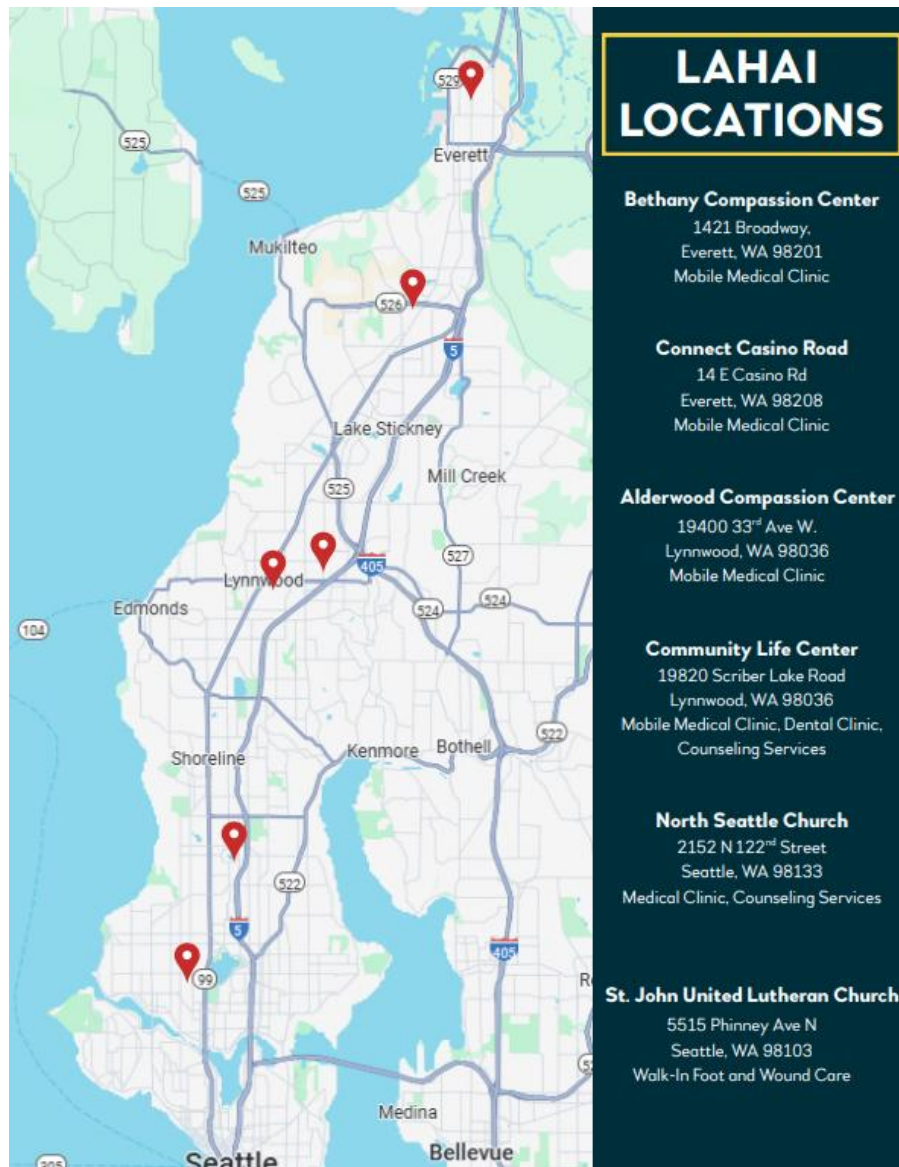 529
Everett
525
525
Mukilteo
526
5
Lake Stickney
Mill Creek
525
527
405
Lynnwood
Edmonds
524
524
104
522
Shoreline
Kenmore
Bothell
522
5
405
99
Medina
Bellevue
Seattle
305
LAHAI
LOCATIONS
Bethany Compassion Center
1421 Broadway,
Everett, WA 98201
Mobile Medical Clinic
Connect Casino Road
14 E Casino Rd
Everett, WA 98208
Mobile Medical Clinic
Alderwood Compassion Center
19400 33rd Ave W.
Lynnwood, WA 98036
Mobile Medical Clinic
Community Life Center
19820 Scriber Lake Road
Lynnwood, WA 98036
Mobile Medical Clinic, Dental Clinic,
Counseling Services
North Seattle Church
2152 N 122nd Street
Seattle, WA 98133
Medical Clinic, Counseling Services
St. John United Lutheran Church
5515 Phinney Ave N
Seattle, WA 98103
Walk-In Foot and Wound Care